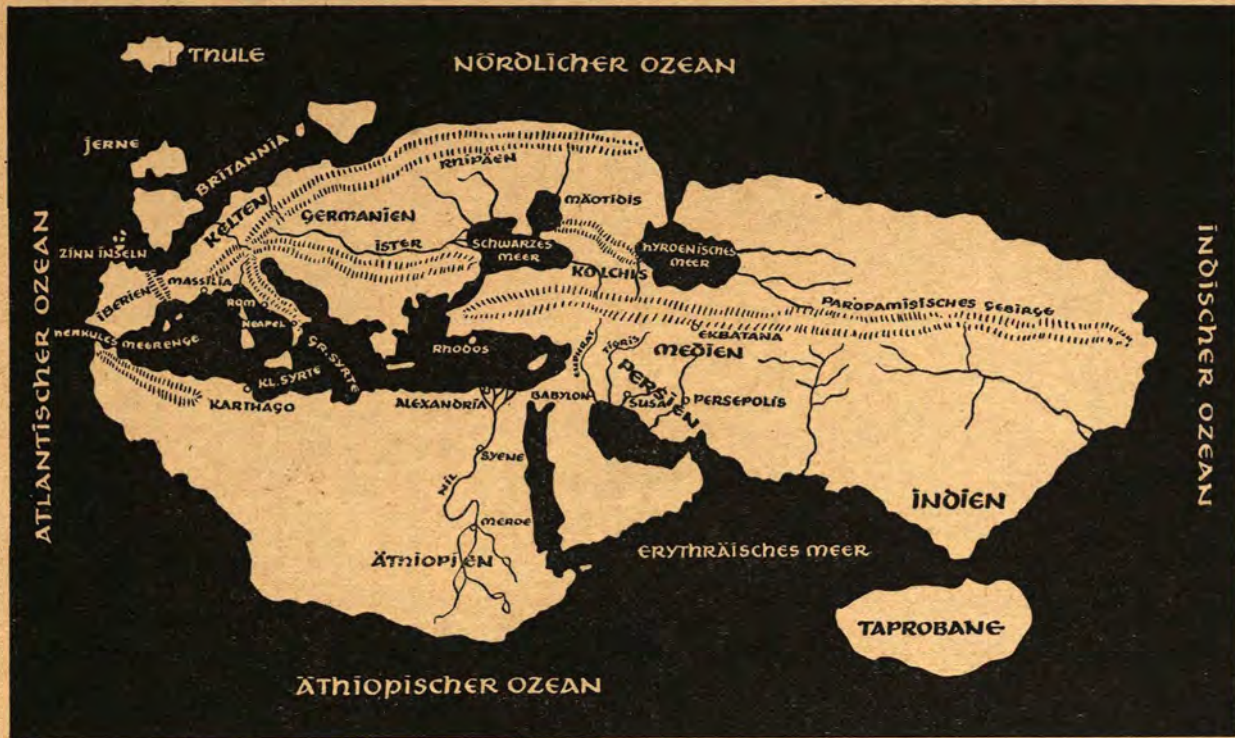 THULE
NÖRDLICHER OZEAN
JERNE
BRITANNIA
RHIPÄEN
KELTEN
GERMANIEN
MÄOTIDIS
ZINN INSELN
ISTER
SCHWARZES
MEER
HYRDENISCHES
MEER
KOLCHIS
ATLANTISCHER OZEAN
INDISCHER OZEAN
IBERIEN
MASSILIA
ROM
NEAPEL
PAROPAMISISCHES GEBIRGE
HERKULES MEERENGE
GR. SYRTE
RHODOS
EKBATANA
EUPHRAT
TIGRIS
MEDIEN
KL. SYRTE
KARTHAGO
ALEXANDRIA
BABYLON
SUSA
PERSIEN
PERSEPOLIS
SYENE
NIL
MEROE
INDIEN
ÄTHIOPIEN
ERYTHRÄISCHES MEER
TAPROBANE
ÄTHIOPISCHER OZEAN